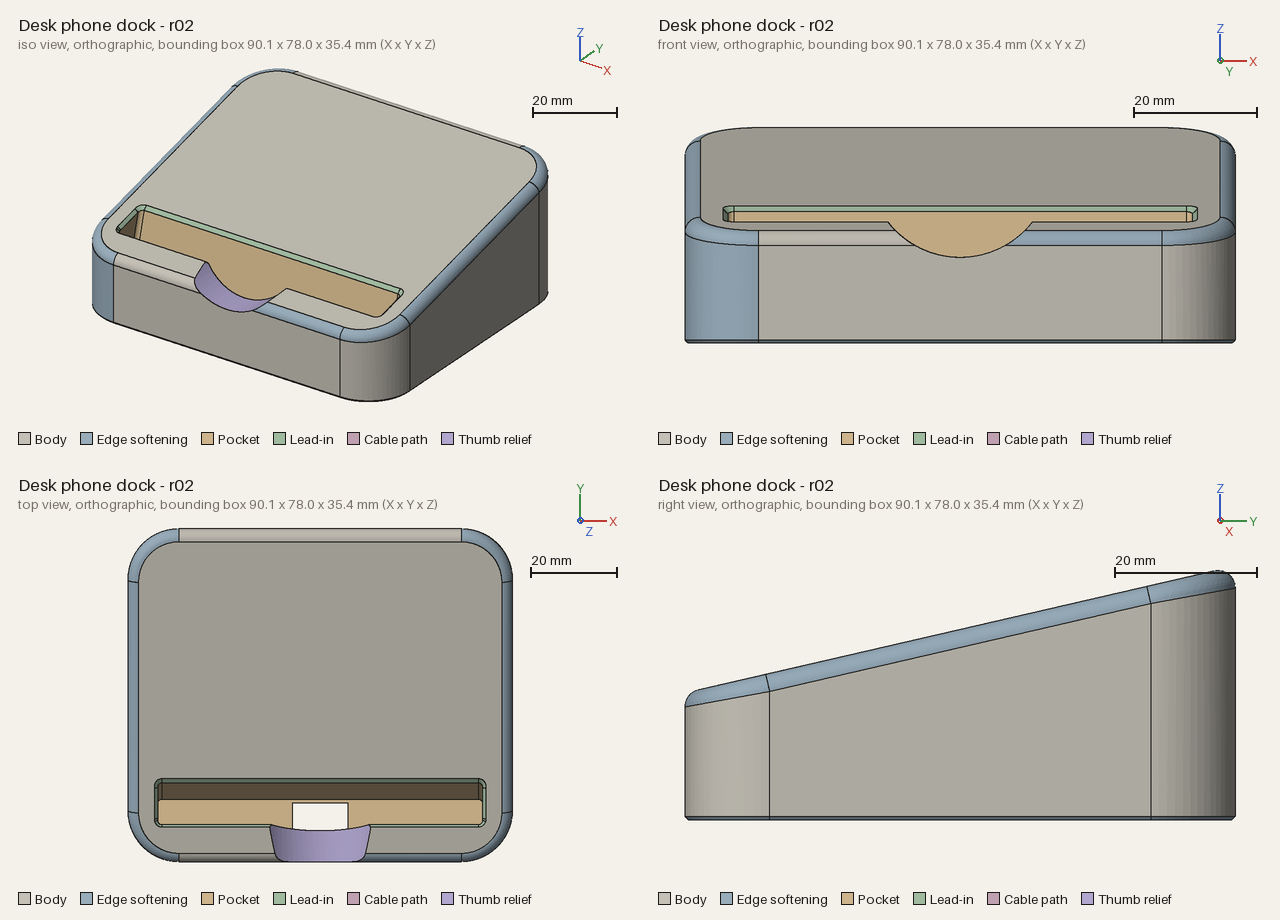 Desk phone dock - r02
iso view, orthographic, bounding box 90.1 x 78.0 x 35.4 mm (X x Y x Z)
Z
Y
X
20 mm
Body Edge softening Pocket Lead-in Cable path Thumb relief
Desk phone dock - r02
front view, orthographic, bounding box 90.1 x 78.0 x 35.4 mm (X x Y x Z)
Z
X
Y
20 mm
Body Edge softening Pocket Lead-in Cable path Thumb relief
Desk phone dock - r02
top view, orthographic, bounding box 90.1 x 78.0 x 35.4 mm (X x Y x Z)
Y
X
Z
20 mm
Body Edge softening Pocket Lead-in Cable path Thumb relief
Desk phone dock - r02
right view, orthographic, bounding box 90.1 x 78.0 x 35.4 mm (X x Y x Z)
Z
Y
X
20 mm
Body Edge softening Pocket Lead-in Cable path Thumb relief